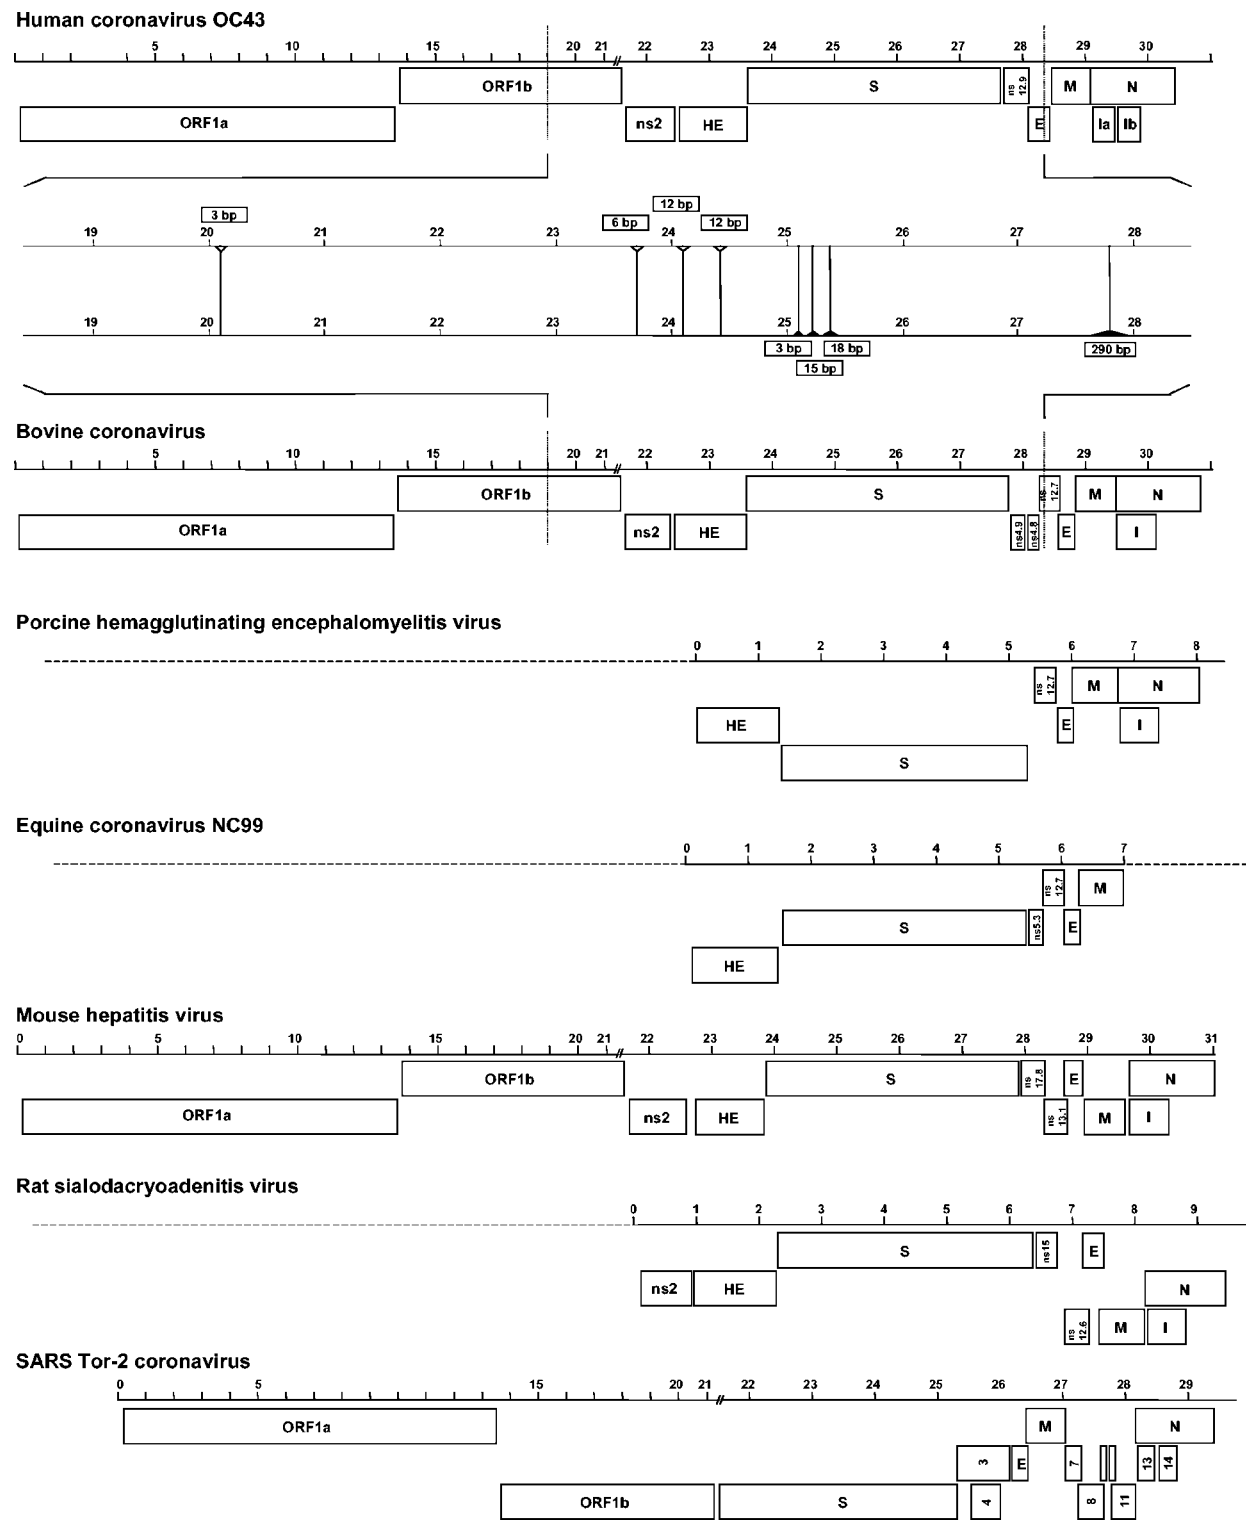 Human coronavirus OC43
5 10 15 20 21 22 23 24 25 26 27 28 29 30
ORF1b S ns 12.9 M N
ORF1a ns2 HE E Ia Ib
12 bp
3 bp 6 bp 12 bp
19 20 21 22 23 24 25 26 27 28
19 20 21 22 23 24 25 26 27 28
3 bp 18 bp 290 bp
15 bp
Bovine coronavirus
5 10 15 20 21 22 23 24 25 26 27 28 29 30
ORF1b S ns 12.7 M N
ORF1a ns2 HE ns4.9 ns4.8 E I
Porcine hemagglutinating encephalomyelitis virus
0 1 2 3 4 5 6 7 8
ns 12.7 M N
HE E I
S
Equine coronavirus NC99
0 1 2 3 4 5 6 7
ns 12.7 M
S ns5.3 E
HE
Mouse hepatitis virus
0 5 10 15 20 21 22 23 24 25 26 27 28 29 30 31
ORF1b S ns 17.8 E N
ORF1a ns2 HE ns 13.1 M I
Rat sialodacryoadenitis virus
0 1 2 3 4 5 6 7 8 9
S ns15 E
ns2 HE N
ns 12.6 M I
SARS Tor-2 coronavirus
0 5 15 20 21 22 23 24 25 26 27 28 29
ORF1a M N
3 E 7 13 14
ORF1b S 4 8 11